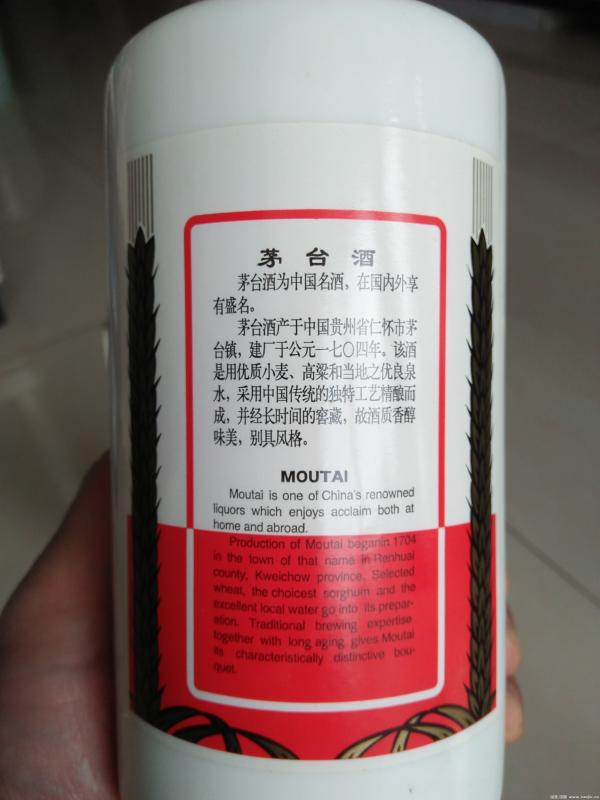 茅台酒
茅台酒为中国名酒，在国内外享
有盛名。
茅台酒产于中国贵州省仁怀市茅
台镇，建厂于公元一七〇四年。该酒
是用优质小麦、高粱和当地之优良泉
水，采用中国传统的独特工艺精酿而
成，并经长时间的窖藏，故酒质香醇
味美，别具风格。
MOUTAI
Moutai is one of China's renowned
liquors which enjoys acclaim both at
home and abroad.
Production of Moutai began in 1704
in the town of that name in Renhuai
county, Kweichow province. Selected
wheat, the choicest sorghum and the
excellent local water go into its prepar-
ation. Traditional brewing expertise
together with long aging gives Moutai
its characteristically distinctive bou-
quet.